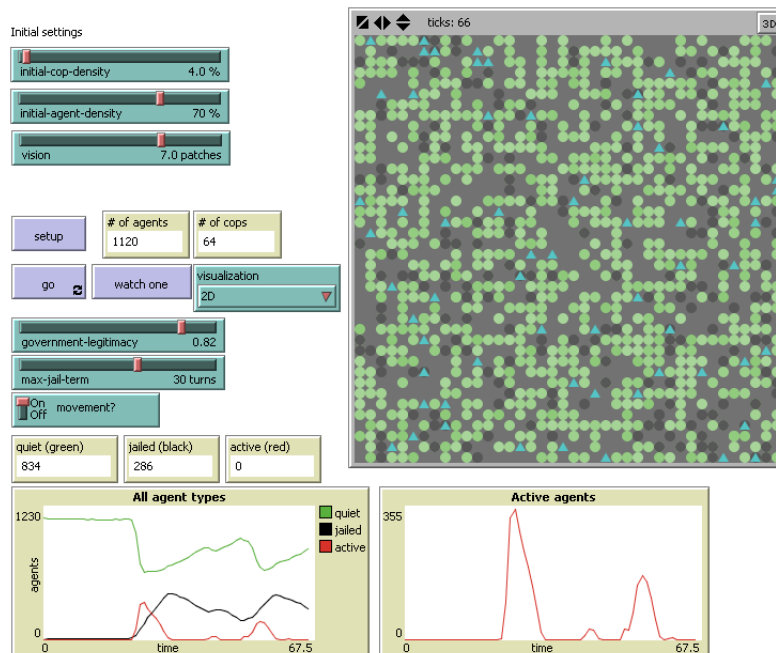 Initial settings
initial-cop-density 4.0 %
initial-agent-density 70 %
vision 7.0 patches
setup
# of agents
1120
# of cops
64
go
watch one
visualization
2D
government-legitimacy 0.82
max-jail-term 30 turns
On
Off
movement?
quiet (green)
834
jailed (black)
286
active (red)
0
ticks: 66
3D
All agent types
1230
agents
0
0 time 67.5
quiet
jailed
active
Active agents
355
0
0 time 67.5